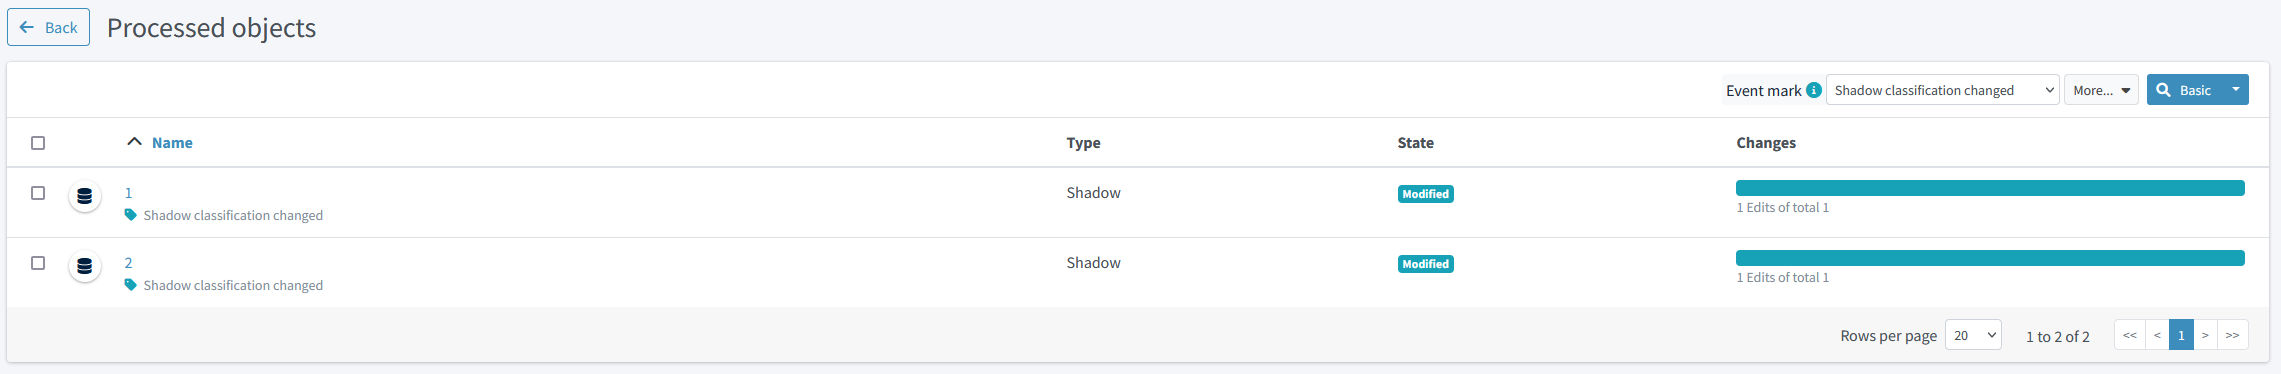 Back
Processed objects
Event mark
Shadow classification changed
More...
Basic
Name
Type
State
Changes
1
Shadow
Modified
Shadow classification changed
1 Edits of total 1
2
Shadow
Modified
Shadow classification changed
1 Edits of total 1
Rows per page
20
1 to 2 of 2
<<
<
1
>
>>